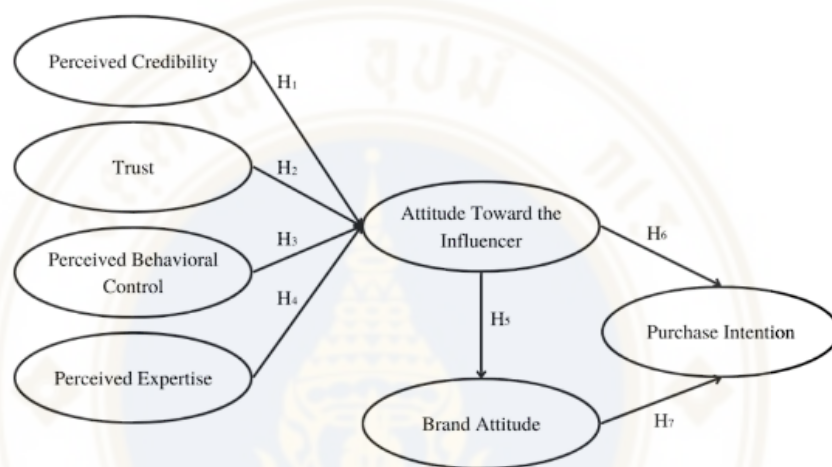 Perceived Credibility
H₁
Trust
H₂
Attitude Toward the
Influencer
H₃
Perceived Behavioral
Control
H₄
Perceived Expertise
H₅
H₆
Purchase Intention
Brand Attitude
H₇